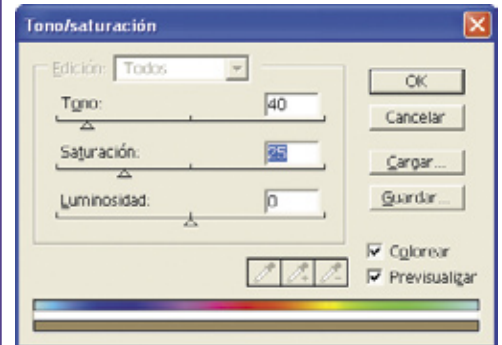 Tono/saturación
Edición: Todos
OK
Tono: 40
Cancelar
Saturación: 25
Cargar...
Luminosidad: 0
Guardar...
Colorear
Previsualizar